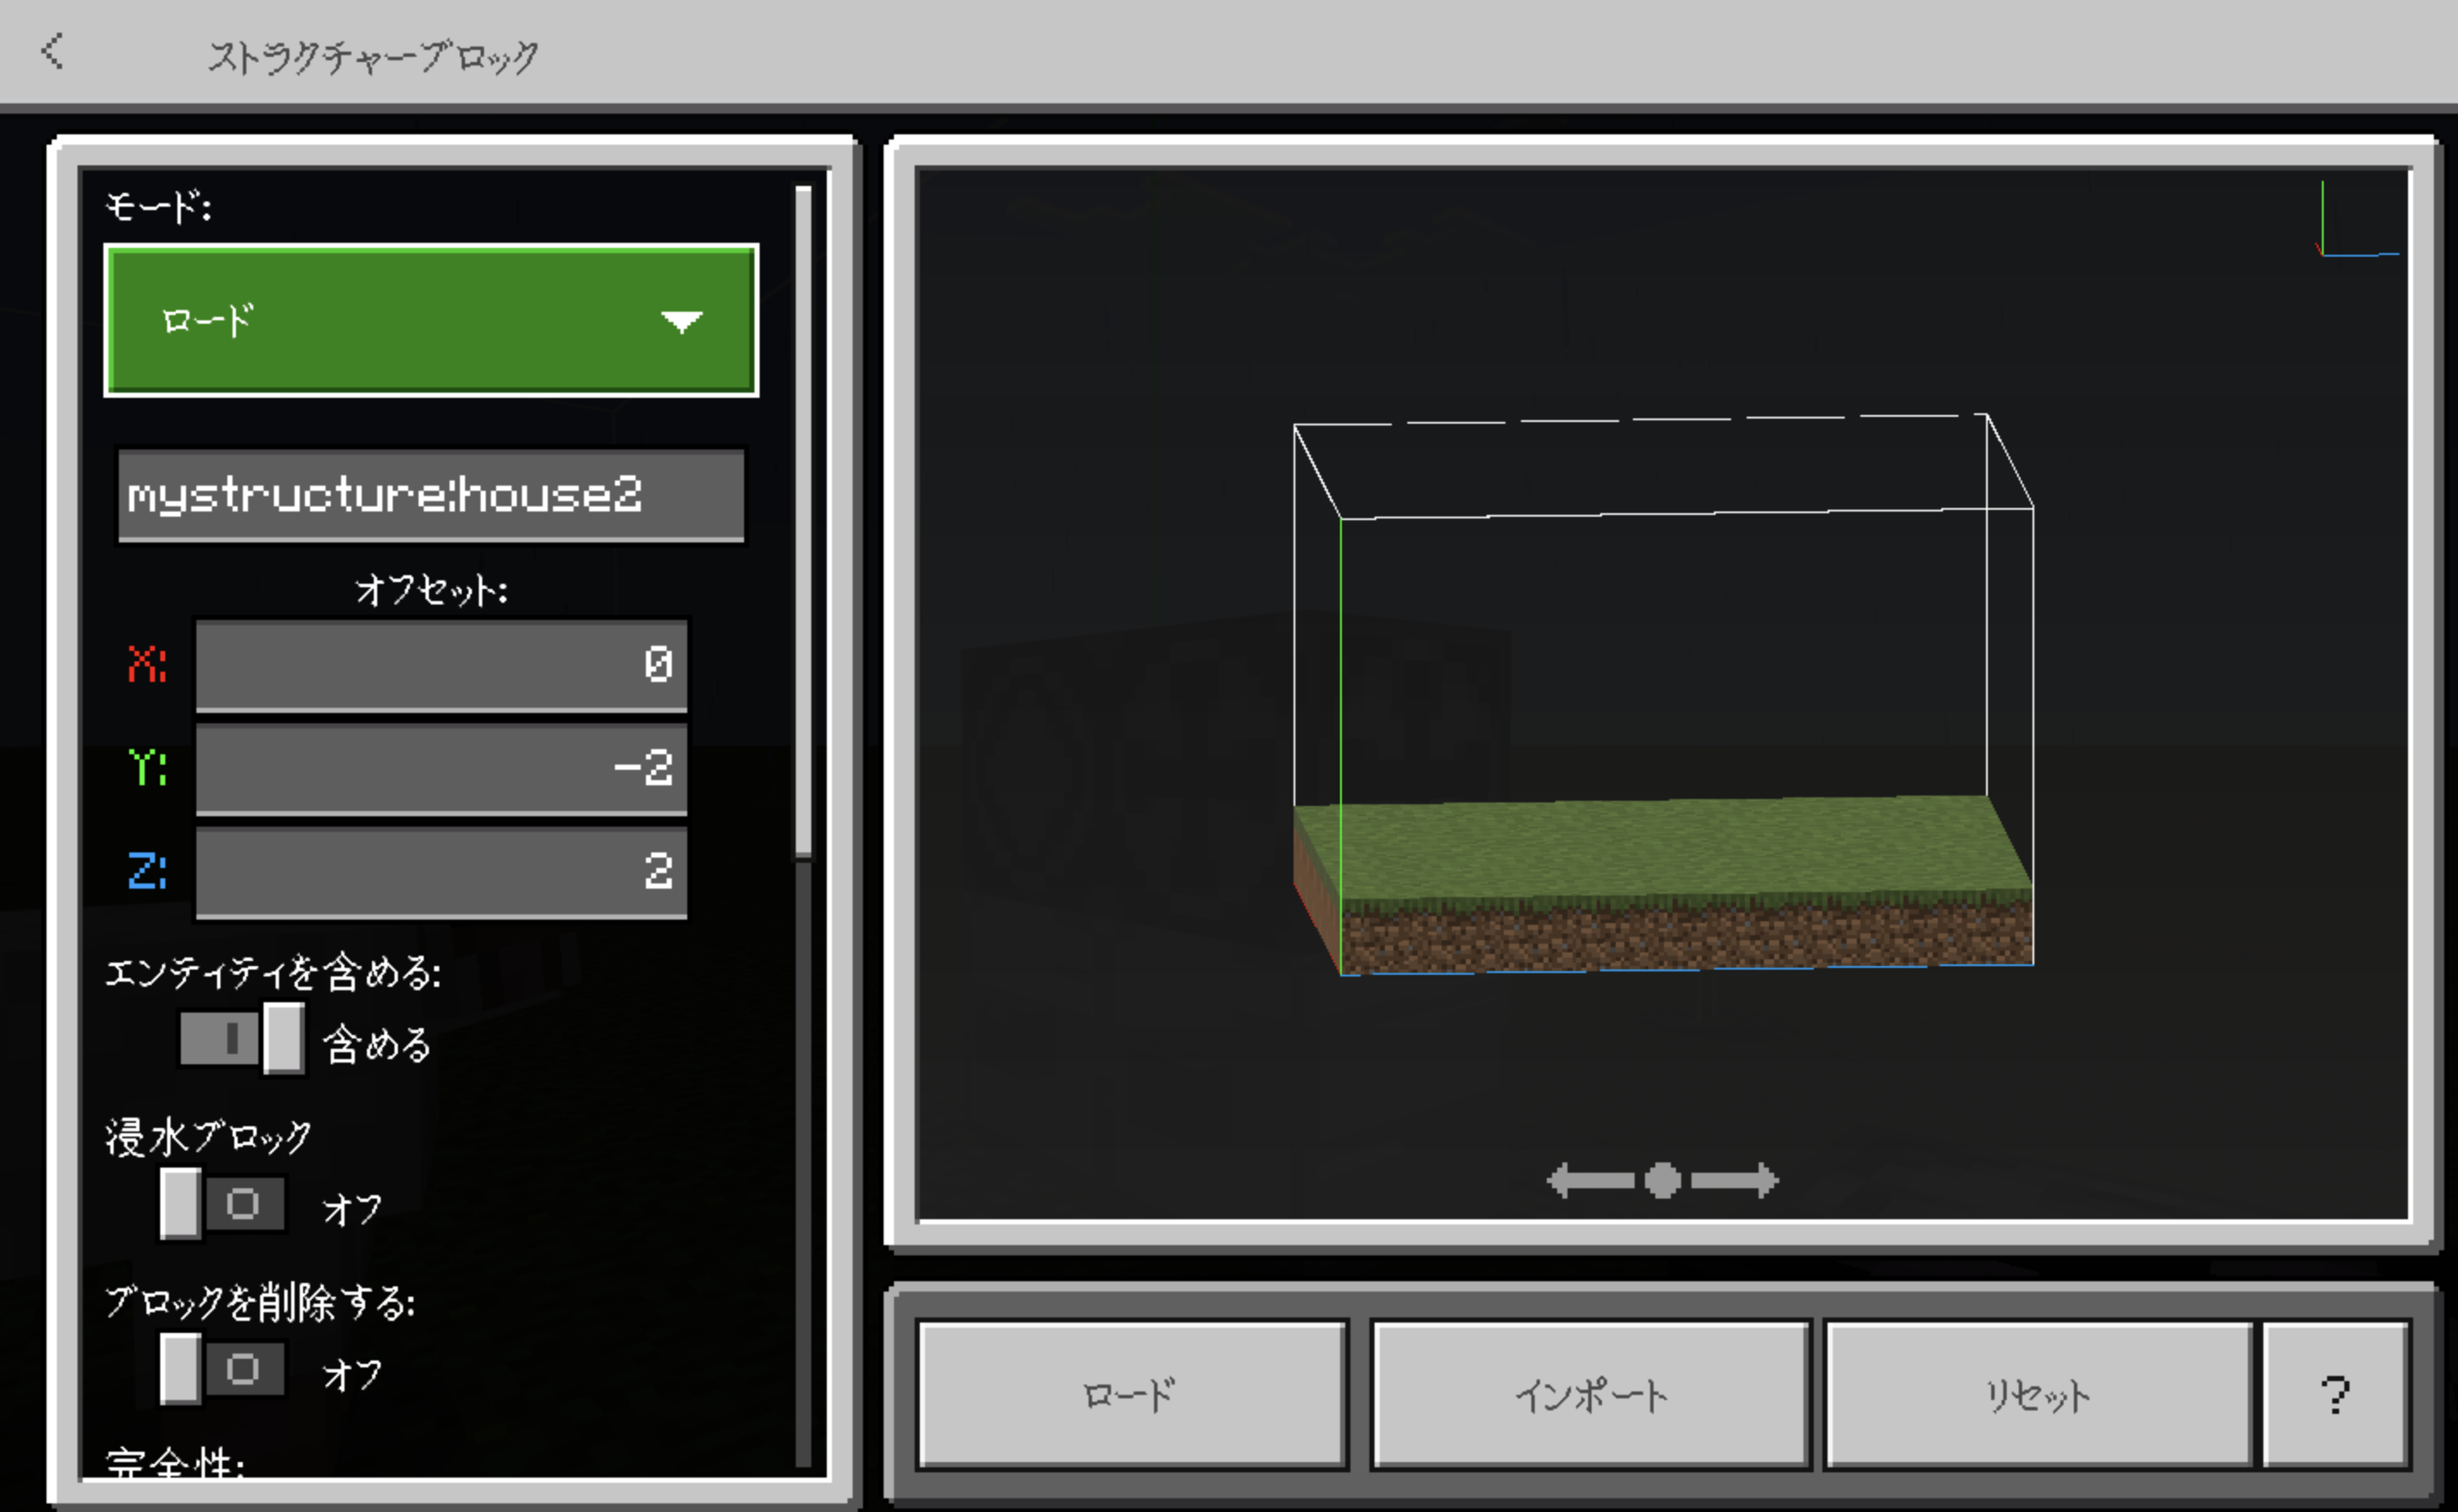 ストラクチャーブロック
モード:
ロード
mystructure:house2
オフセット:
X: 0
Y: -2
Z: 2
エンティティを含める:
含める
浸水ブロック
オフ
ブロックを削除する:
オフ
完全性:
ロード
インポート
リセット
?